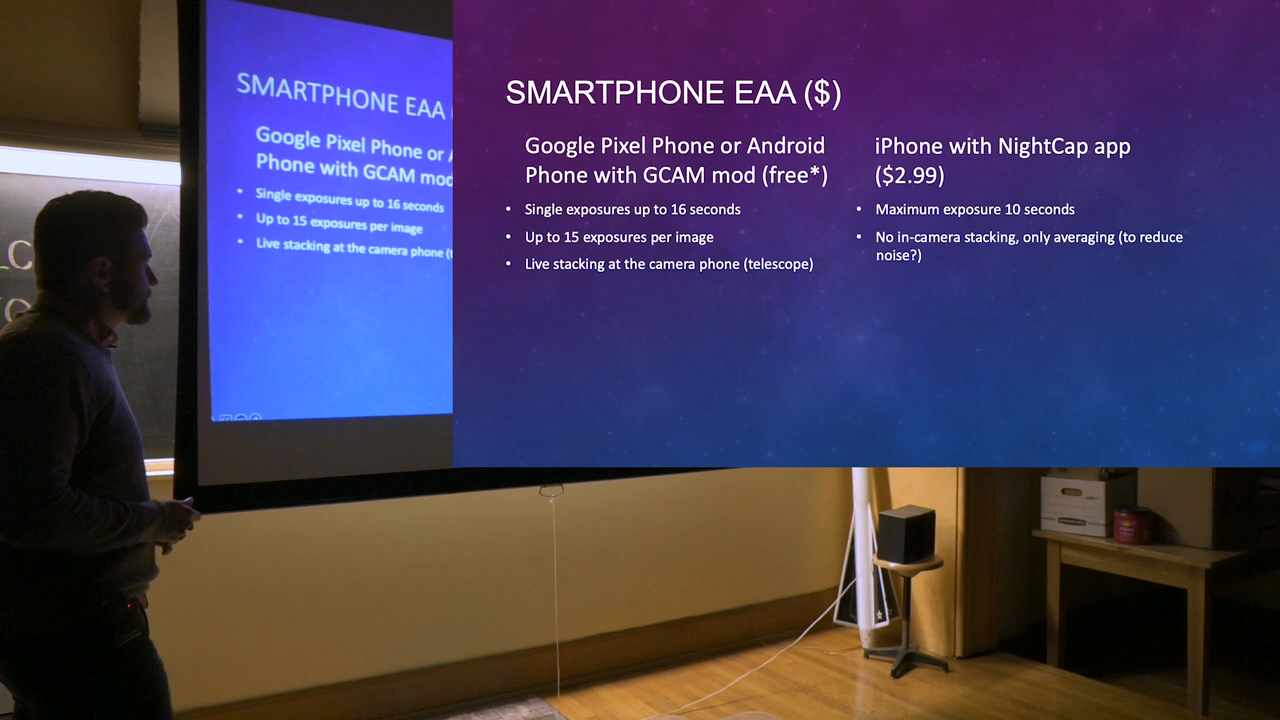 SMARTPHONE EAA
Google Pixel Phone or
Phone with GCAM mod
• Single exposures up to 16 seconds
• Up to 15 exposures per image
• Live stacking at the camera phone
SMARTPHONE EAA ($)
Google Pixel Phone or Android
Phone with GCAM mod (free*)
• Single exposures up to 16 seconds
• Up to 15 exposures per image
• Live stacking at the camera phone (telescope)
iPhone with NightCap app
($2.99)
• Maximum exposure 10 seconds
• No in-camera stacking, only averaging (to reduce
noise?)